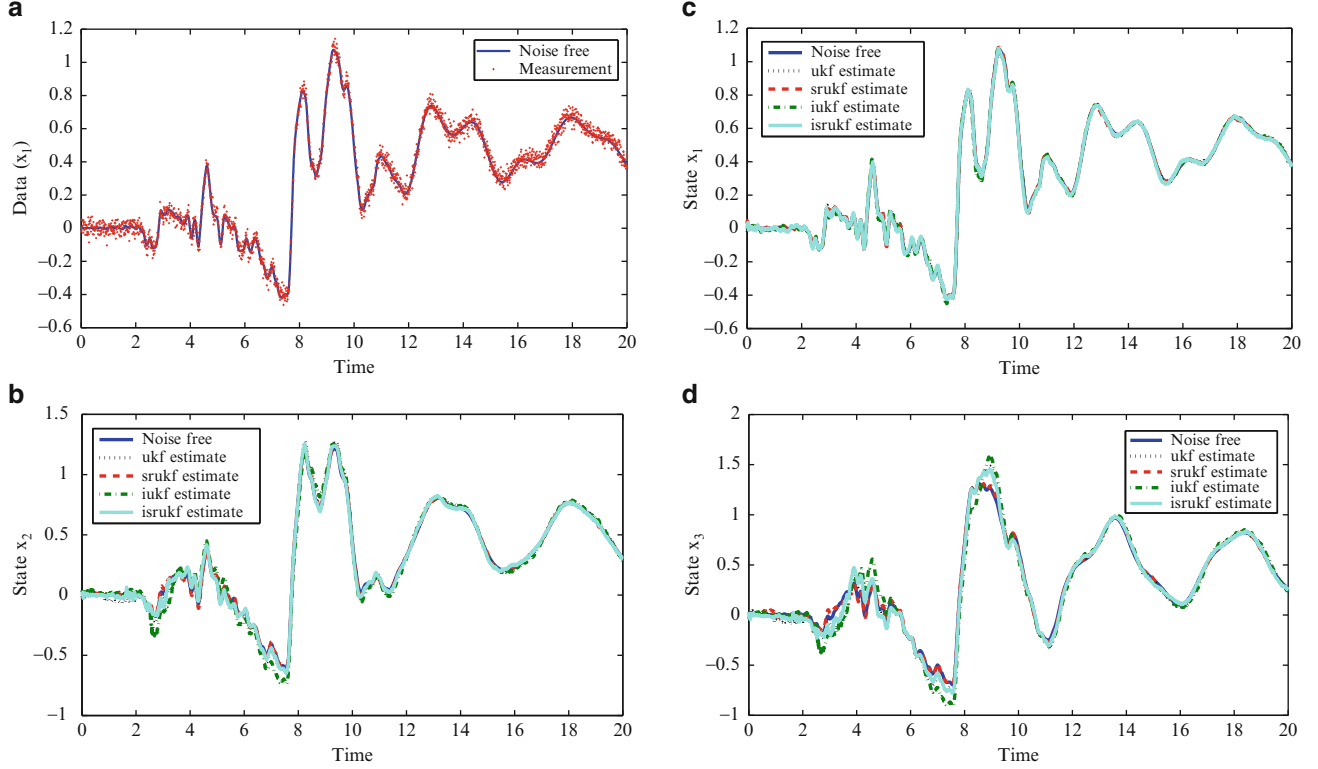 a
1.2
1
0.8
0.6
0.4
0.2
0
−0.2
−0.4
−0.6
Data (x1)
Noise free
Measurement
0 2 4 6 8 10 12 14 16 18 20
Time
c
1.2
1
0.8
0.6
0.4
0.2
0
−0.2
−0.4
−0.6
State x1
Noise free
ukf estimate
srukf estimate
iukf estimate
isrukf estimate
0 2 4 6 8 10 12 14 16 18 20
Time
b
1.5
1
0.5
0
−0.5
−1
State x2
Noise free
ukf estimate
srukf estimate
iukf estimate
isrukf estimate
0 2 4 6 8 10 12 14 16 18 20
Time
d
2
1.5
1
0.5
0
−0.5
−1
State x3
Noise free
ukf estimate
srukf estimate
iukf estimate
isrukf estimate
0 2 4 6 8 10 12 14 16 18 20
Time